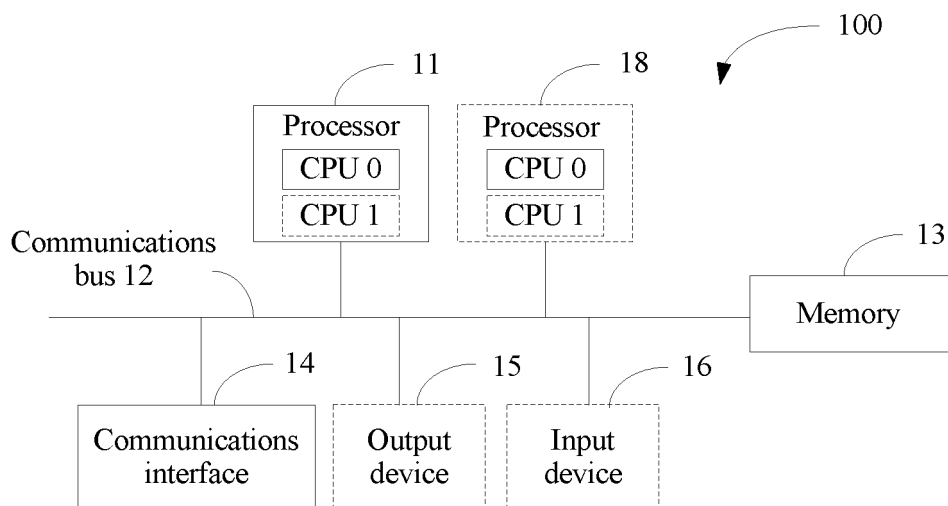 100
11
18
Processor
CPU 0
CPU 1
Processor
CPU 0
CPU 1
Communications
bus 12
13
Memory
14
15
16
Communications
interface
Output
device
Input
device